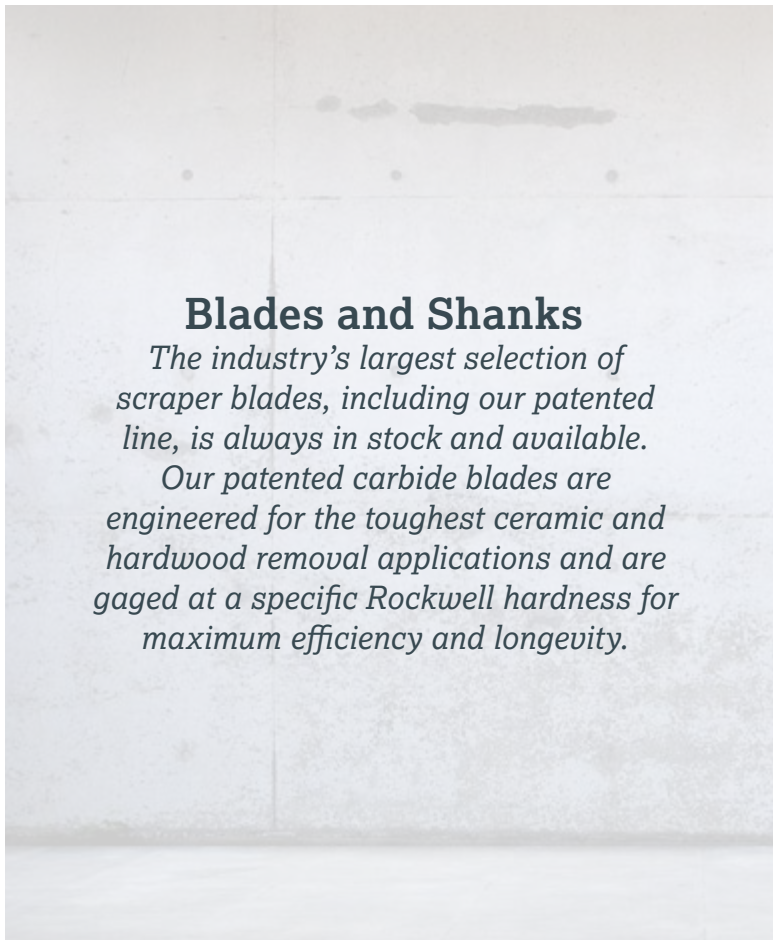 Blades and Shanks
The industry’s largest selection of
scraper blades, including our patented
line, is always in stock and available.
Our patented carbide blades are
engineered for the toughest ceramic and
hardwood removal applications and are
gaged at a specific Rockwell hardness for
maximum efficiency and longevity.